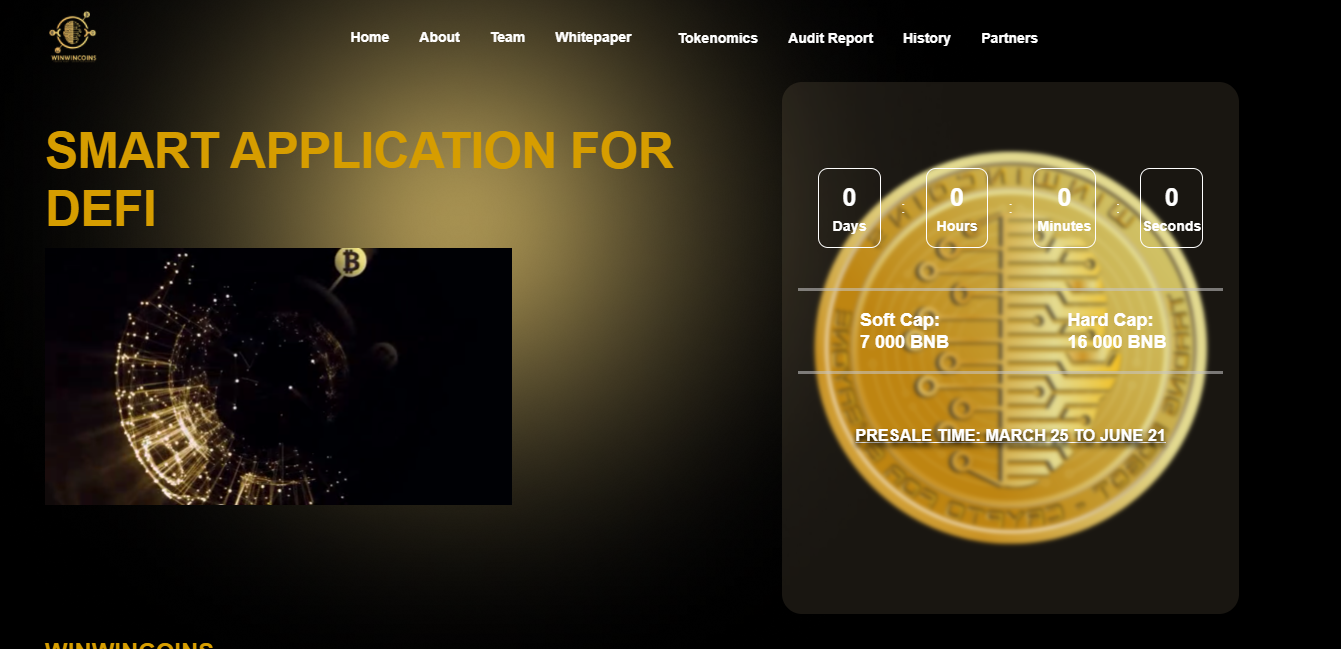 WINWINCOINS
Home About Team Whitepaper Tokenomics Audit Report History Partners
SMART APPLICATION FOR
DEFI
0 : 0 : 0 : 0
Days Hours Minutes Seconds
Soft Cap: Hard Cap:
7 000 BNB 16 000 BNB
PRESALE TIME: MARCH 25 TO JUNE 21
WINWINCOINS